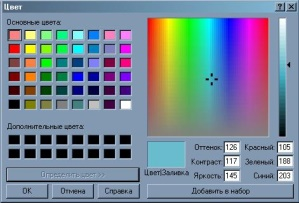 Цвет
Основные цвета:
Дополнительные цвета:
Определить цвет >>
ОК Отмена Справка
Цвет|Заливка
Оттенок: 126 Красный: 105
Контраст: 117 Зеленый: 188
Яркость: 145 Синий: 203
Добавить в набор